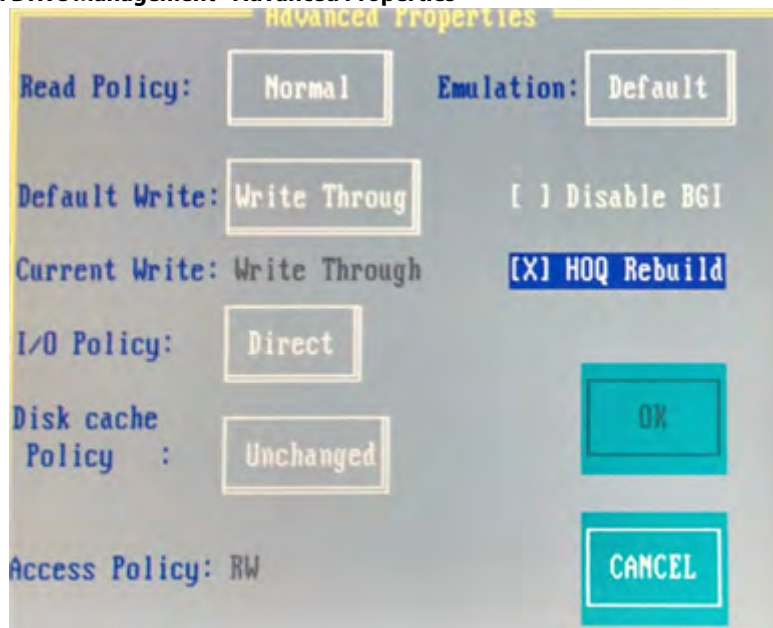 Advanced Properties
Read Policy: Normal Emulation: Default
Default Write: Write Throug [ ] Disable BGI
Current Write: Write Through [X] HOQ Rebuild
I/O Policy: Direct
Disk cache
Policy : Unchanged
OK
Access Policy: RW CANCEL